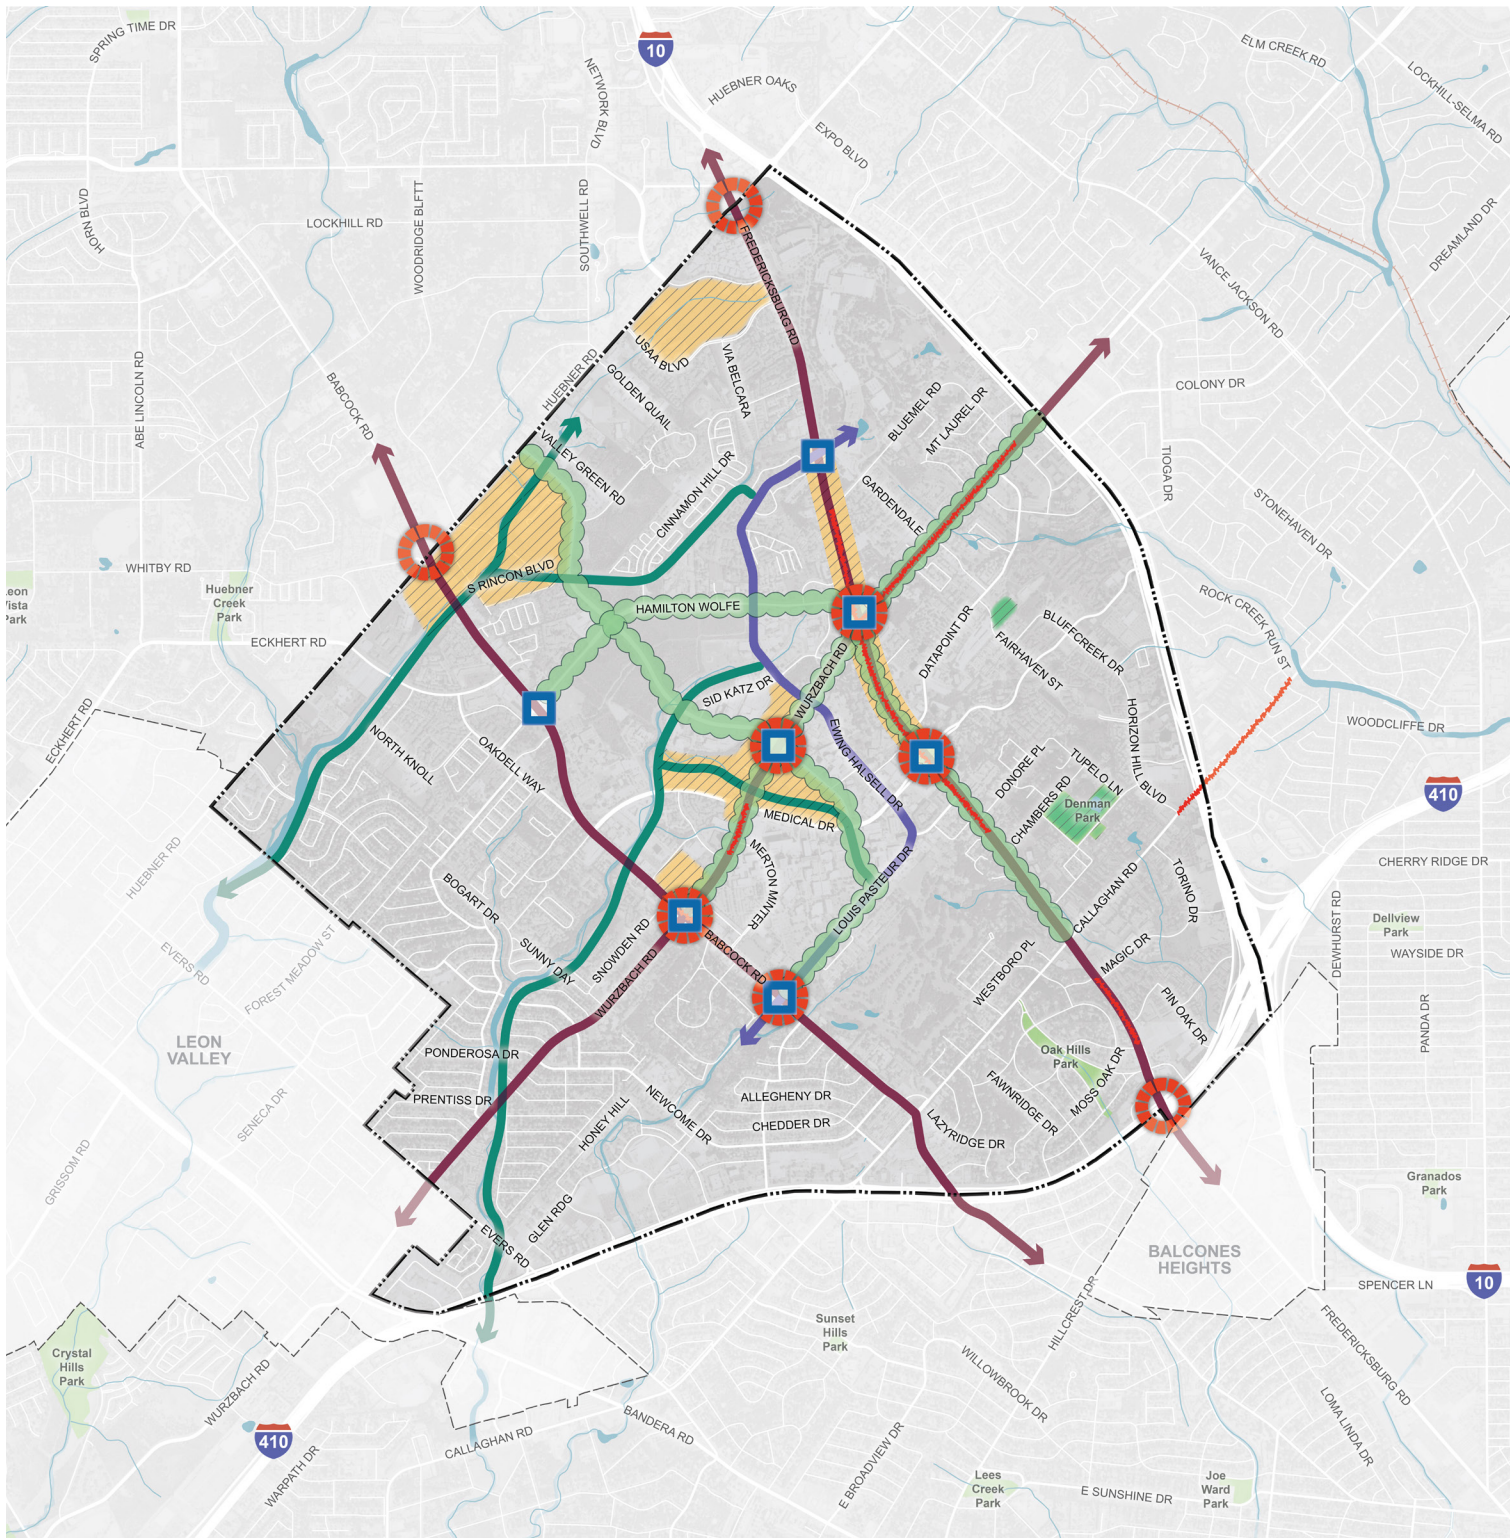 SPRING TIME DR
10
NETWORK BLVD
HUEBNER OAKS
EXPO BLVD
ELM CREEK RD
LOCKHILL-SELMA RD
HORN BLVD
LOCKHILL RD
WOODRIDGE BLFTT
SOUTHWELL RD
FREDERICKSBURG RD
VANCE JACKSON RD
DREAMLAND DR
ABE LINCOLN RD
BABCOCK RD
HUEBNER RD
USAA BLVD
GOLDEN QUAIL
VIA BELCARA
BLUEMEL RD
MT LAUREL DR
COLONY DR
VALLEY GREEN RD
CINNAMON HILL DR
GARDENDALE
TIOGA DR
STONEHAVEN DR
WHITBY RD
S RINCON BLVD
Leon
Vista
Park
Huebner
Creek
Park
HAMILTON WOLFE
ROCK CREEK RUN ST
ECKHERT RD
DATAPOINT DR
FAIRHAVEN ST
BLUFFCREEK DR
ECKHERT RD
SID KATZ DR
WURZBACH RD
WOODCLIFFE DR
NORTH KNOLL
OAKDELL WAY
EWING HALSELL DR
HORIZON HILL BLVD
DONORE PL
TUPELO LN
CHAMBERS RD
Denman
Park
410
MEDICAL DR
HUEBNER RD
MERTON MINTER
LOUIS PASTEUR DR
CALLAGHAN RD
TORINO DR
CHERRY RIDGE DR
BOGART DR
SNOWDEN RD
BABCOCK RD
DEWHURST RD
Dellview
Park
WAYSIDE DR
EVERS RD
FOREST MEADOW ST
SUNNY DAY
WURZBACH RD
WESTBORO PL
MAGIC DR
PIN OAK DR
PANDA DR
LEON
VALLEY
PONDEROSA DR
Oak Hills
Park
MOSS OAK DR
PRENTISS DR
SENECA DR
HONEY HILL
NEWCOME DR
ALLEGHENY DR
CHEDDER DR
FAWNRIDGE DR
LAZYRIDGE DR
GRISSOM RD
Granados
Park
GLEN RDG
EVERS RD
BALCONES
HEIGHTS
SPENCER LN
10
HILLCREST DR
FREDERICKSBURG RD
Crystal
Hills
Park
Sunset
Hills
Park
WILLOWBROOK DR
WURZBACH RD
LOMA LINDA DR
410
BANDERA RD
CALLAGHAN RD
E BROADVIEW DR
WARPATH DR
Lees
Creek
Park
E SUNSHINE DR
Joe
Ward
Park